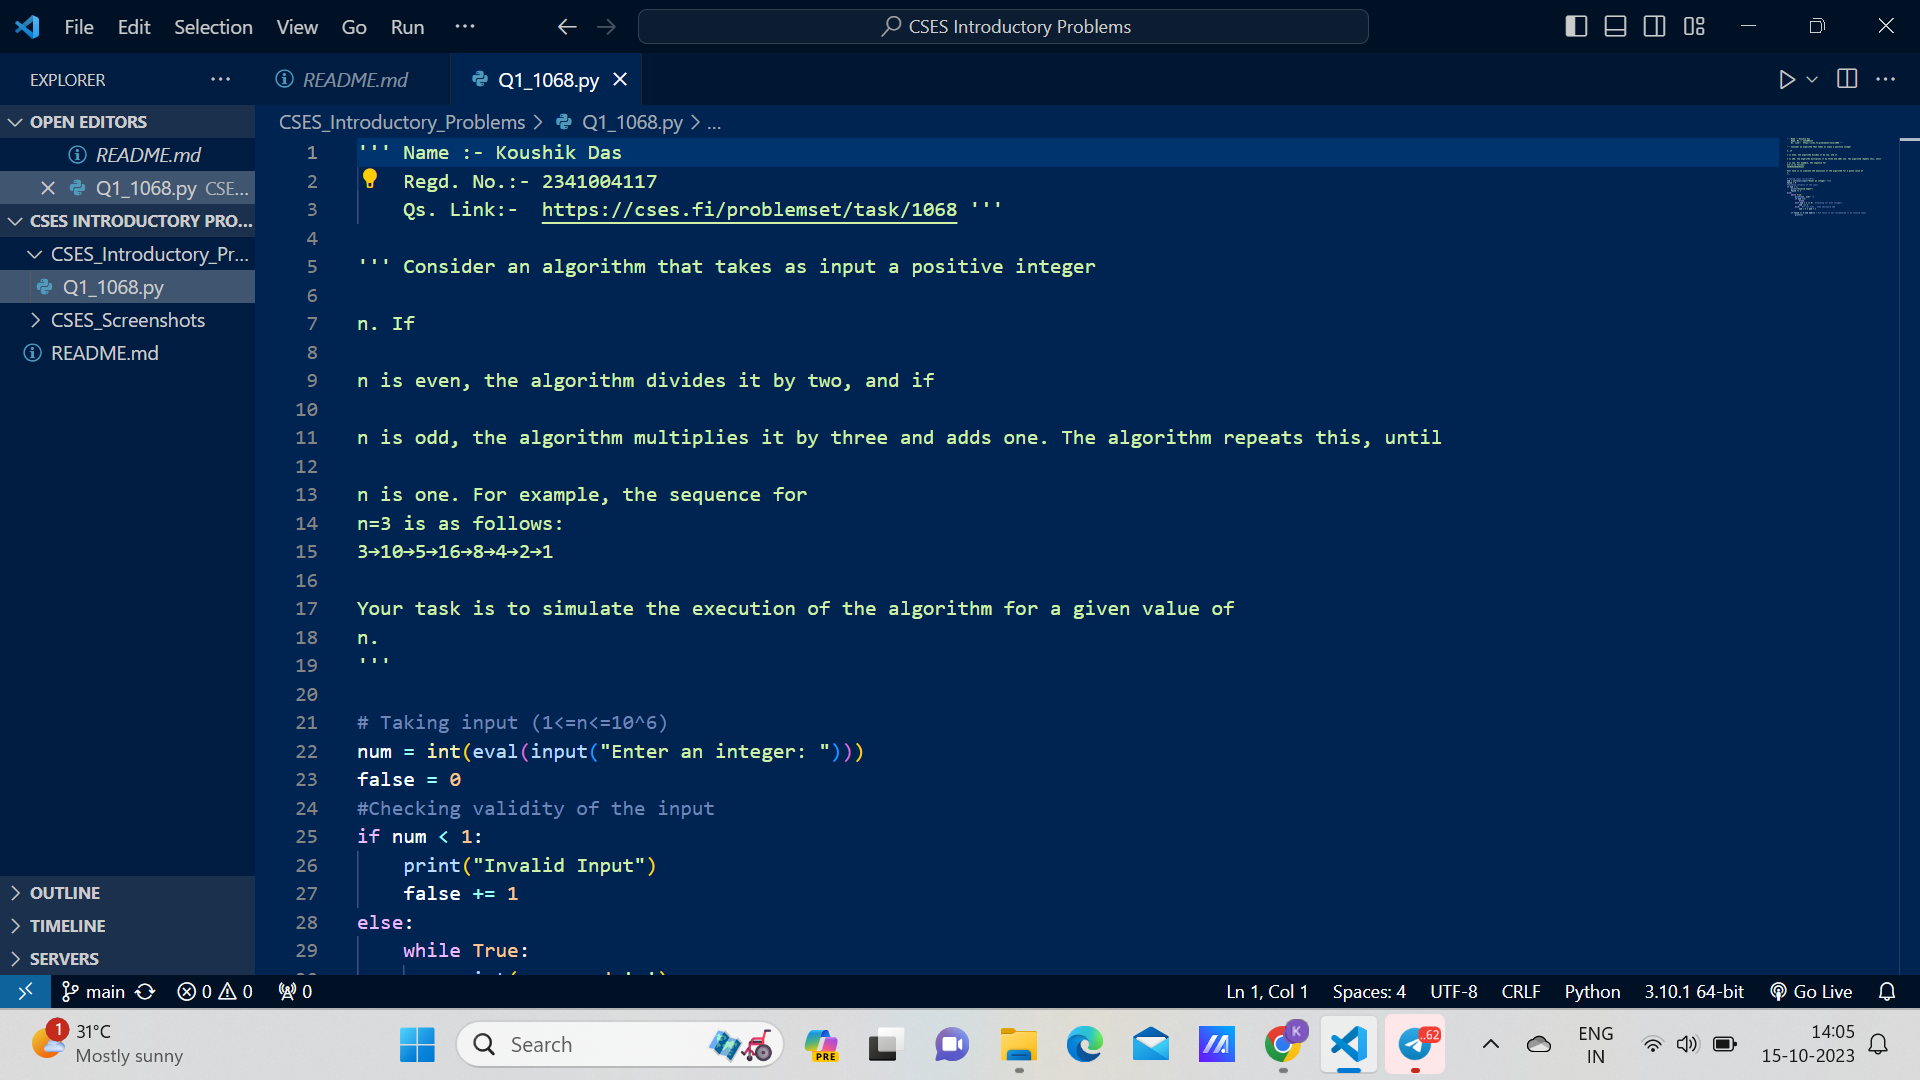 File Edit Selection View Go Run ···
CSES Introductory Problems
EXPLORER ···
README.md
Q1_1068.py
OPEN EDITORS
README.md
Q1_1068.py CSE...
CSES INTRODUCTORY PRO...
CSES_Introductory_Pr...
Q1_1068.py
CSES_Screenshots
README.md
OUTLINE
TIMELINE
SERVERS
CSES_Introductory_Problems > Q1_1068.py > ...
1 ''' Name :- Koushik Das
2 Regd. No.:- 2341004117
3 Qs. Link:- https://cses.fi/problemset/task/1068 '''
4
5 ''' Consider an algorithm that takes as input a positive integer
6
7 n. If
8
9 n is even, the algorithm divides it by two, and if
10
11 n is odd, the algorithm multiplies it by three and adds one. The algorithm repeats this, until
12
13 n is one. For example, the sequence for
14 n=3 is as follows:
15 3→10→5→16→8→4→2→1
16
17 Your task is to simulate the execution of the algorithm for a given value of
18 n.
19 '''
20
21 # Taking input (1<=n<=10^6)
22 num = int(eval(input("Enter an integer: ")))
23 false = 0
24 #Checking validity of the input
25 if num < 1:
26 print("Invalid Input")
27 false += 1
28 else:
29 while True:
main 0 0 0
Ln 1, Col 1 Spaces: 4 UTF-8 CRLF Python 3.10.1 64-bit Go Live
1 31°C
Mostly sunny
Search
PRE
K
..62
ENG
IN
14:05
15-10-2023